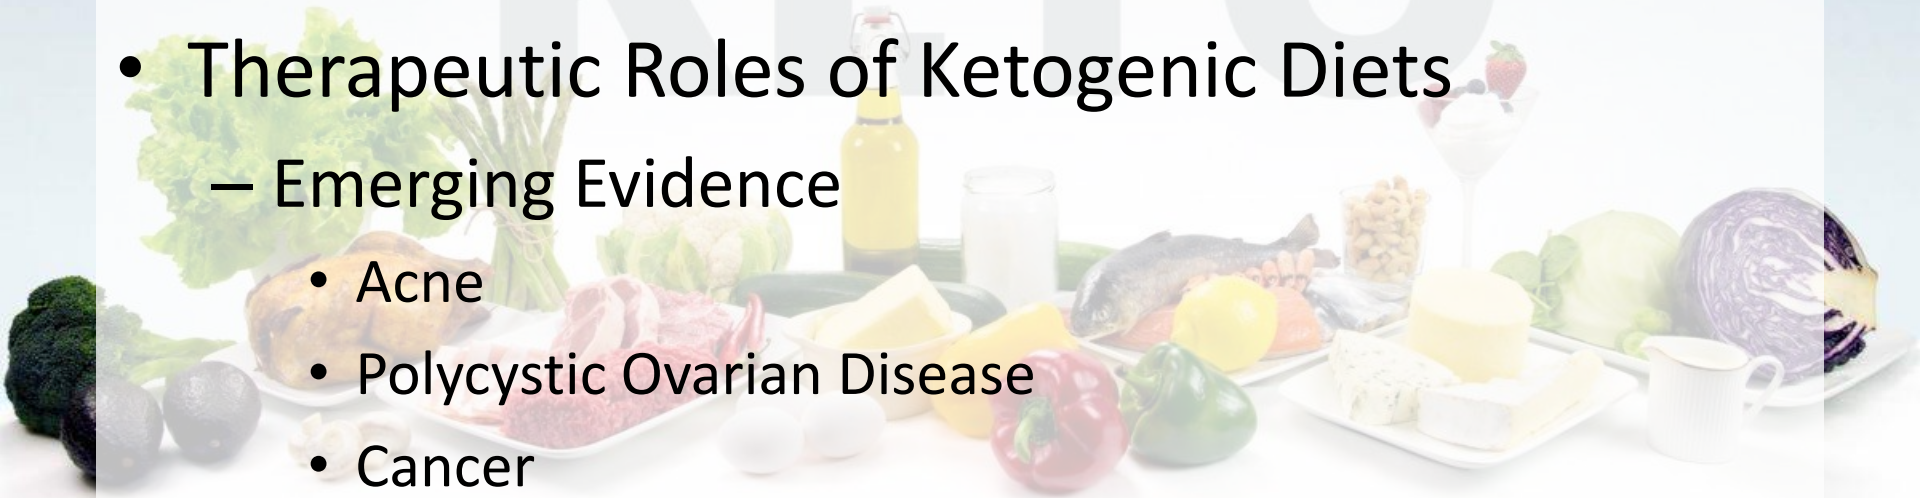 • Therapeutic Roles of Ketogenic Diets
– Emerging Evidence
• Acne
• Polycystic Ovarian Disease
• Cancer